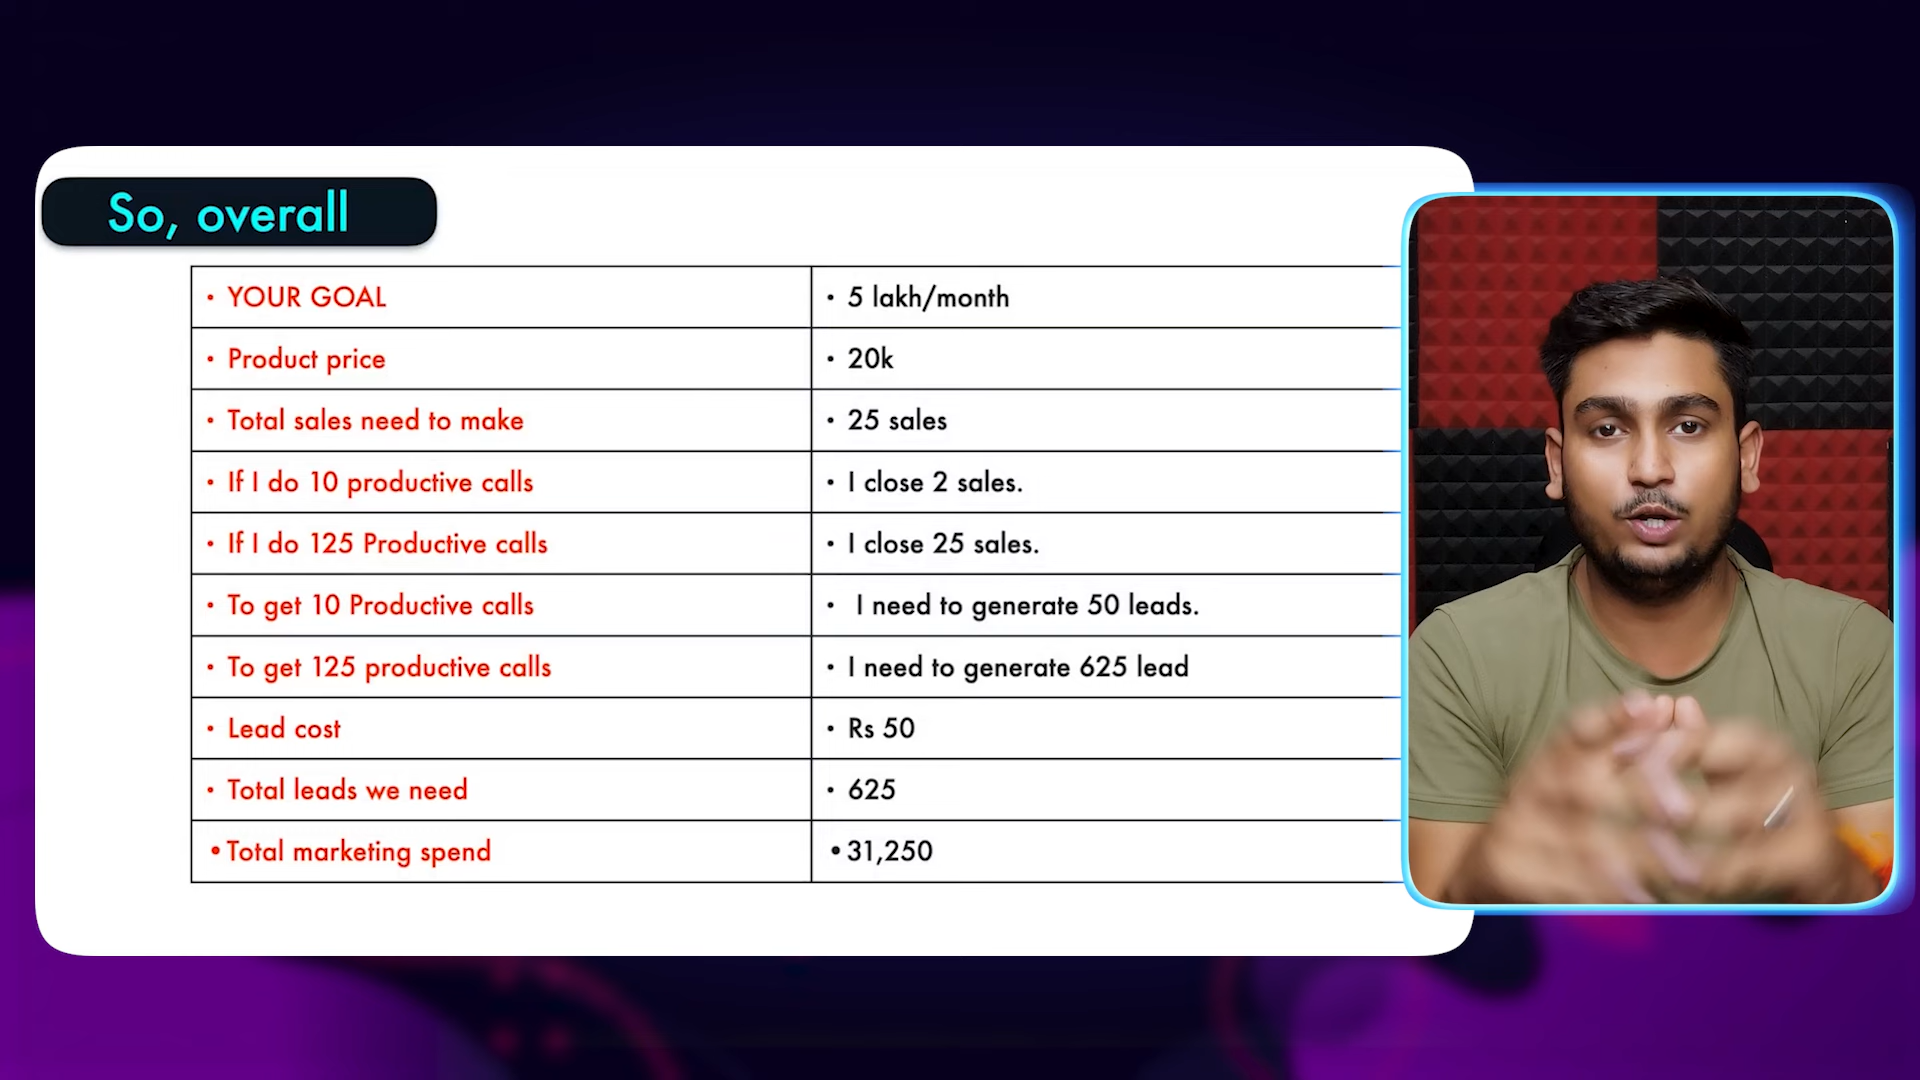 So, overall
• YOUR GOAL • 5 lakh/month
• Product price • 20k
• Total sales need to make • 25 sales
• If I do 10 productive calls • I close 2 sales.
• If I do 125 Productive calls • I close 25 sales.
• To get 10 Productive calls • I need to generate 50 leads.
• To get 125 productive calls • I need to generate 625 lead
• Lead cost • Rs 50
• Total leads we need • 625
• Total marketing spend • 31,250